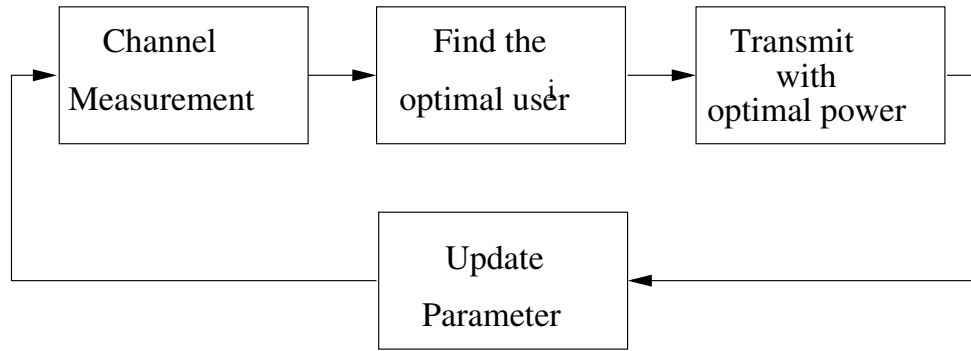 Channel
Measurement
Find the
optimal user i
Transmit
with
optimal power
Update
Parameter